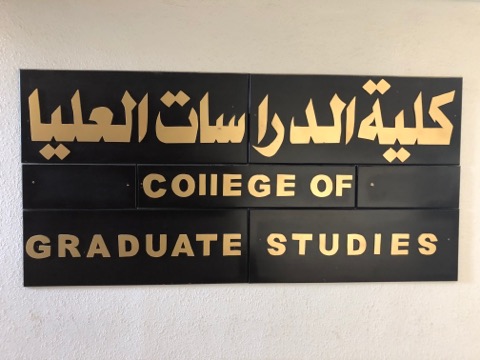 كلية الدراسات العليا
COllEGE OF
GRADUATE STUDIES